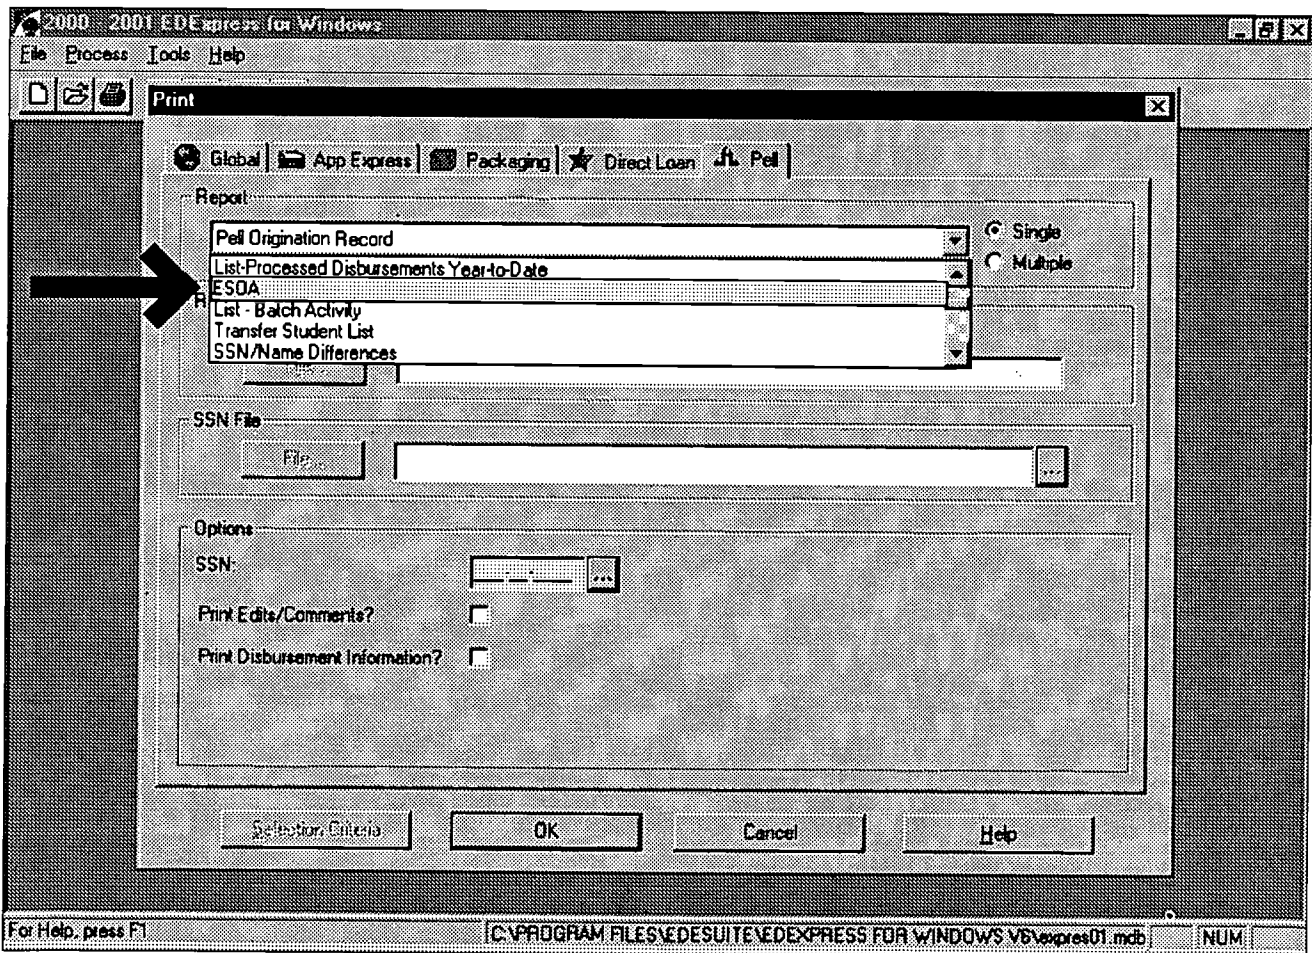 2000 - 2001 EDExpress for Windows
File Process Tools Help
Print
Global App Express Packaging Direct Loan Pell
Report
Pell Origination Record
Single
Multiple
List-Processed Disbursements Year-to-Date
ESOA
R
List - Batch Activity
Transfer Student List
SSN/Name Differences
File...
SSN File
File... ...
Options
SSN: ...
Print Edits/Comments?
Print Disbursement Information?
Selection Criteria OK Cancel Help
For Help, press F1 C:\PROGRAM FILES\EDESUITE\EDEXPRESS FOR WINDOWS V6\expres01.mdb NUM